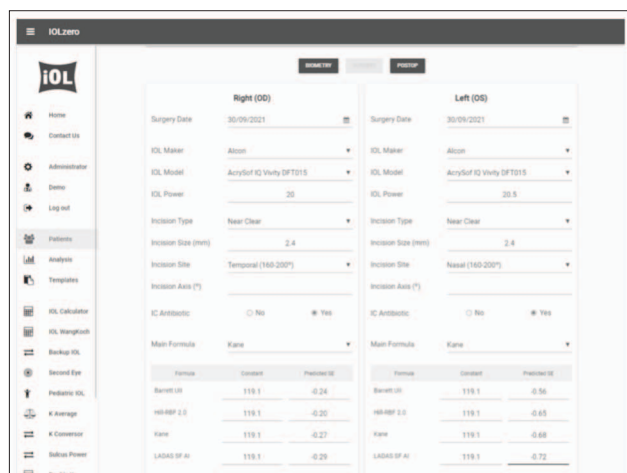 IOLzero
iOL
Home
Contact Us
Administrator
Demo
Log out
Patients
Analysis
Templates
IOL Calculator
IOL WangKoch
Backup IOL
Second Eye
Pediatric IOL
K Average
K Conversor
Sulcus Power
BIOMETRY
POSTOP
Right (OD)
Surgery Date 30/09/2021
IOL Maker Alcon
IOL Model AcrySof IQ Vivity DFT015
IOL Power 20
Incision Type Near Clear
Incision Size (mm) 2.4
Incision Site Temporal (160-200º)
Incision Axis (º)
IC Antibiotic No Yes
Main Formula Kane
Formula Constant Predicted SE
Barrett UII 119.1 -0.24
Hill-RBF 2.0 119.1 -0.20
Kane 119.1 -0.27
LADAS SF AI 119.1 -0.29
Left (OS)
Surgery Date 30/09/2021
IOL Maker Alcon
IOL Model AcrySof IQ Vivity DFT015
IOL Power 20.5
Incision Type Near Clear
Incision Size (mm) 2.4
Incision Site Nasal (160-200º)
Incision Axis (º)
IC Antibiotic No Yes
Main Formula Kane
Formula Constant Predicted SE
Barrett UII 119.1 -0.56
Hill-RBF 2.0 119.1 -0.65
Kane 119.1 -0.68
LADAS SF AI 119.1 -0.72